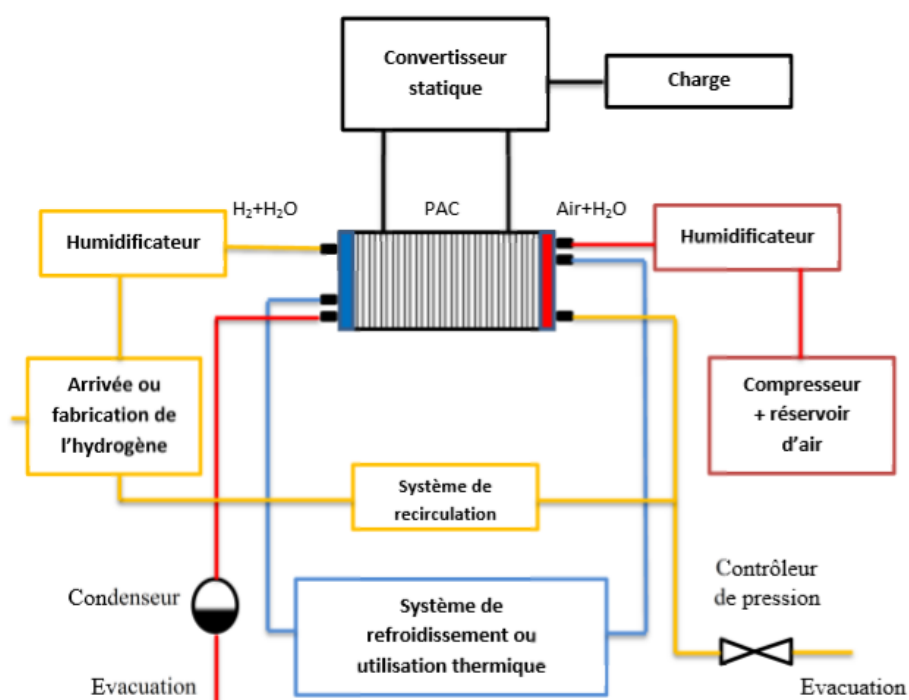 Convertisseur
statique
Charge
H₂+H₂O
PAC
Air+H₂O
Humidificateur
Humidificateur
Arrivée ou
fabrication de
l'hydrogène
Compresseur
+ réservoir
d'air
Système de
recirculation
Condenseur
Système de
refroidissement ou
utilisation thermique
Contrôleur
de pression
Evacuation
Evacuation